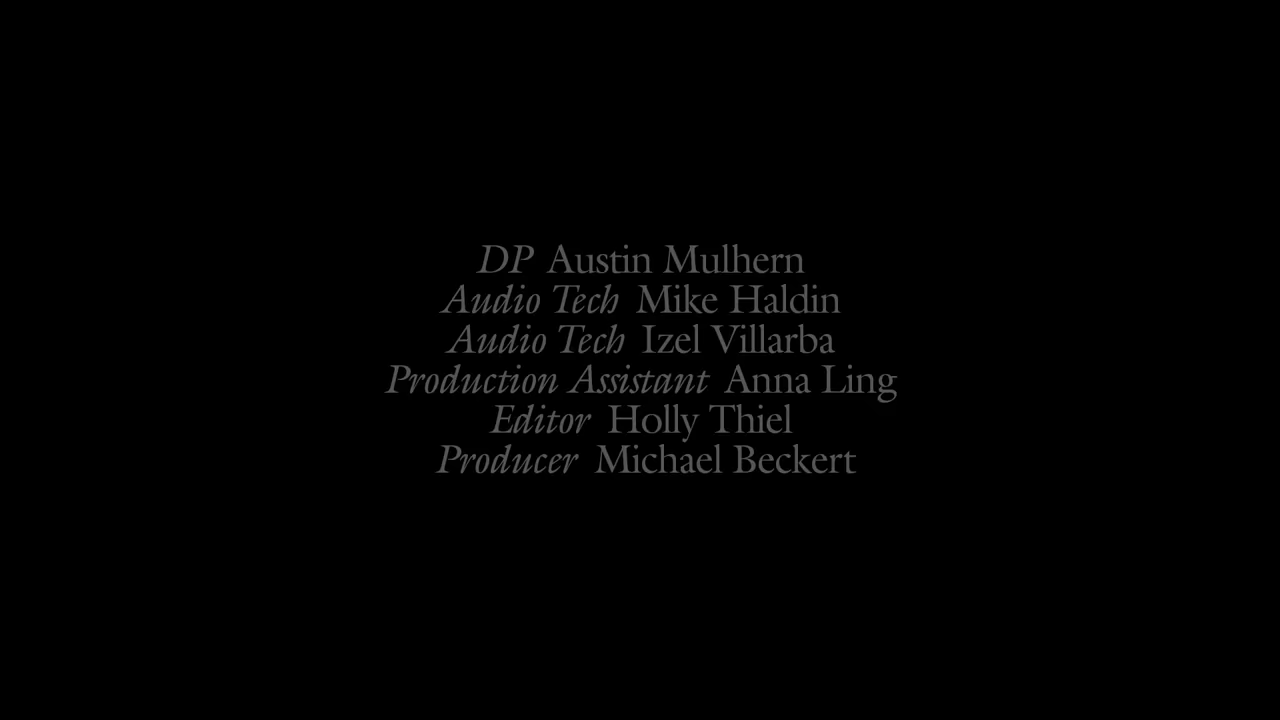 DP Austin Mulhern
Audio Tech Mike Haldin
Audio Tech Izel Villarba
Production Assistant Anna Ling
Editor Holly Thiel
Producer Michael Beckert